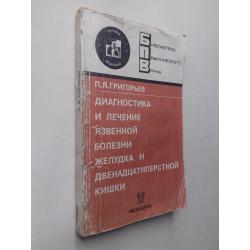 БПВ
БИБЛИОТЕКА
ПРАКТИЧЕСКОГО
ВРАЧА
П.Я.ГРИГОРЬЕВ
ДИАГНОСТИКА
И ЛЕЧЕНИЕ
ЯЗВЕННОЙ
БОЛЕЗНИ
ЖЕЛУДКА И
ДВЕНАДЦАТИПЕРСТНОЙ
КИШКИ
«МЕДИЦИНА»